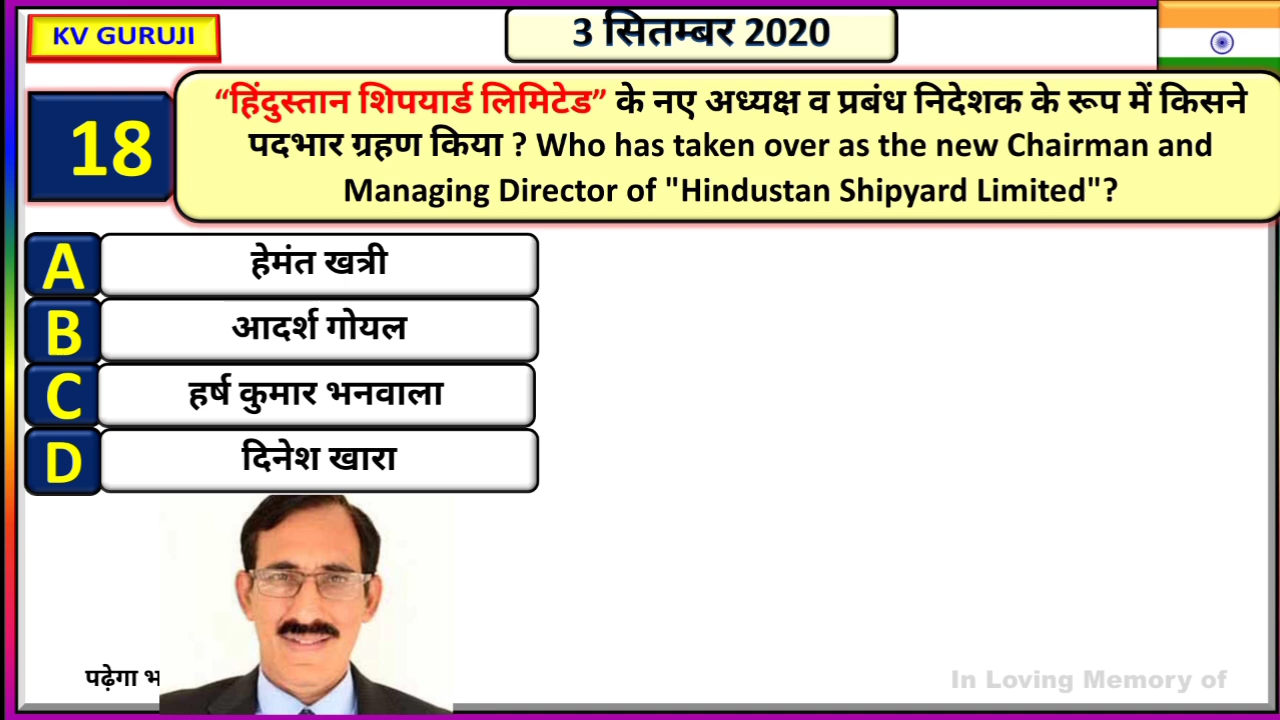 KV GURUJI
3 सितम्बर 2020
18
“हिंदुस्तान शिपयार्ड लिमिटेड” के नए अध्यक्ष व प्रबंध निदेशक के रूप में किसने
पदभार ग्रहण किया ? Who has taken over as the new Chairman and
Managing Director of "Hindustan Shipyard Limited"?
A हेमंत खत्री
B आदर्श गोयल
C हर्ष कुमार भनवाला
D दिनेश खारा
पढ़ेगा भ
In Loving Memory of